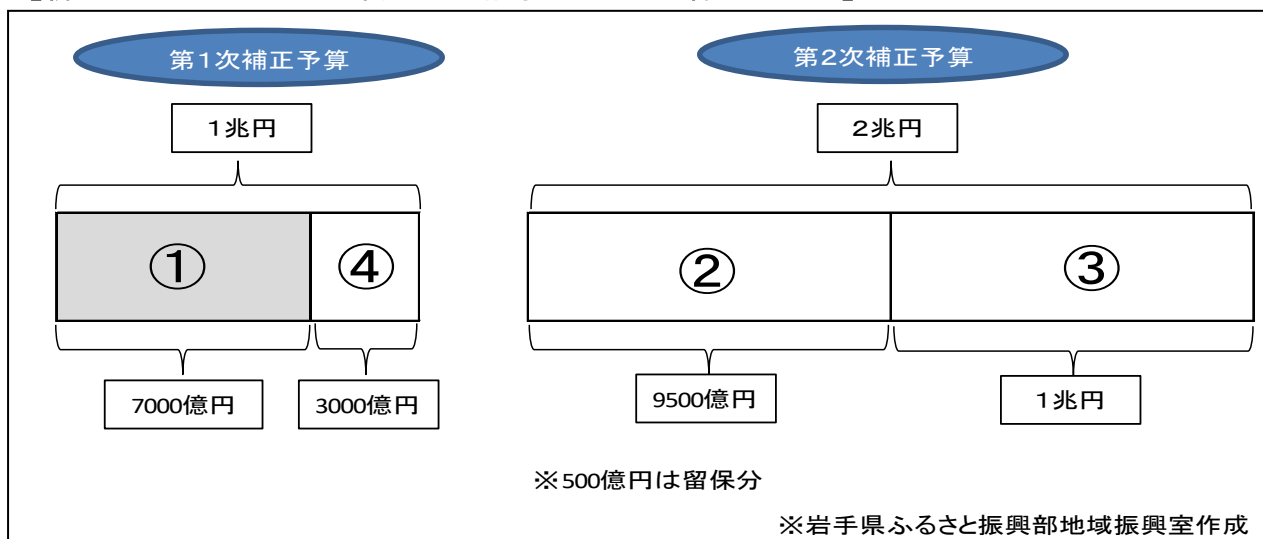 第1次補正予算
第2次補正予算
1兆円
2兆円
①
④
②
③
7000億円
3000億円
9500億円
1兆円
※500億円は留保分
※岩手県ふるさと振興部地域振興室作成